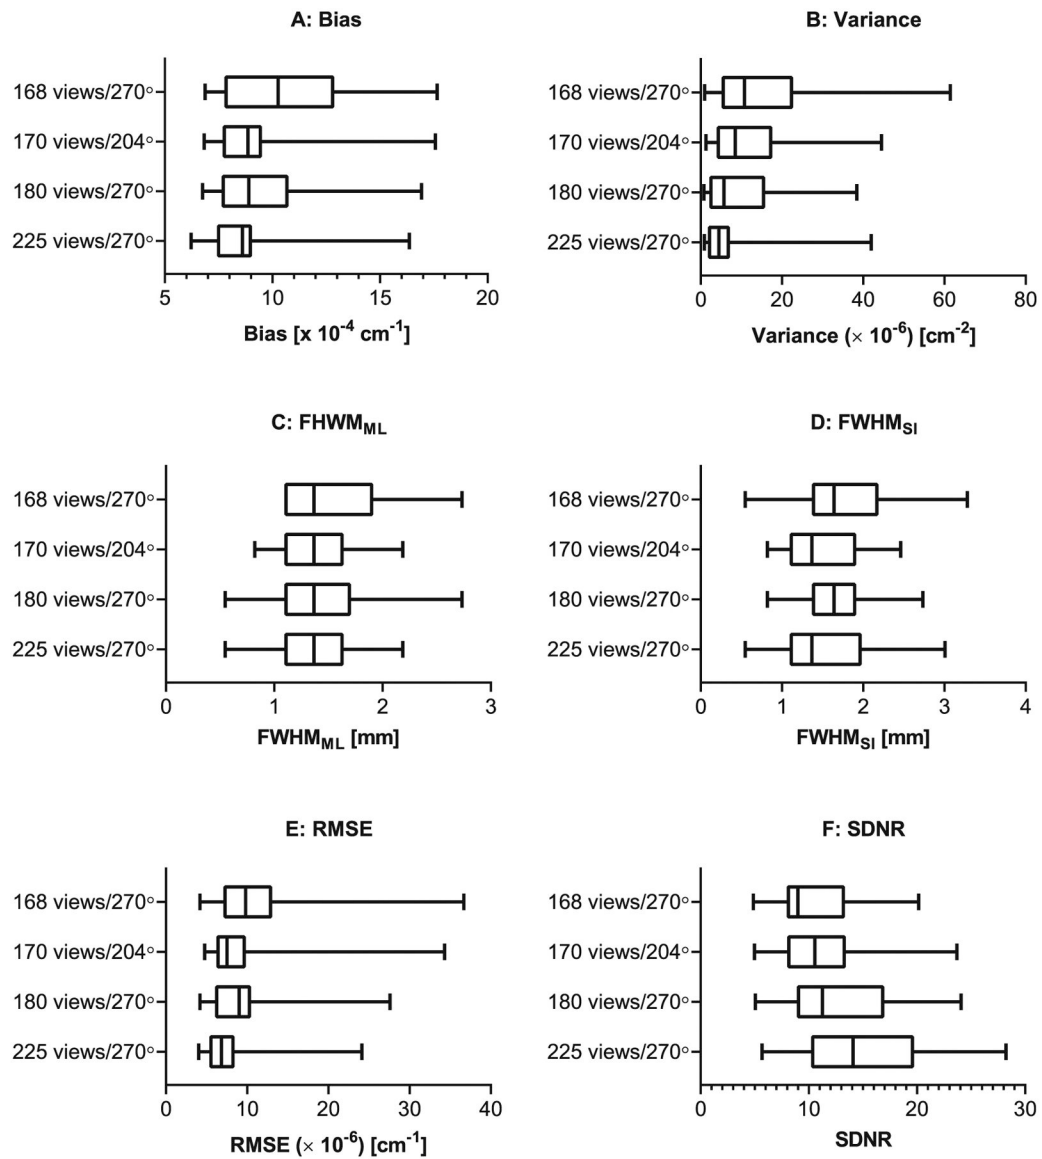 A: Bias
168 views/270°
170 views/204°
180 views/270°
225 views/270°
5 10 15 20
Bias [x 10-4 cm-1]
B: Variance
168 views/270°
170 views/204°
180 views/270°
225 views/270°
0 20 40 60 80
Variance (× 10-6) [cm-2]
C: FHWMML
168 views/270°
170 views/204°
180 views/270°
225 views/270°
0 1 2 3
FWHMML [mm]
D: FWHMSI
168 views/270°
170 views/204°
180 views/270°
225 views/270°
0 1 2 3 4
FWHMSI [mm]
E: RMSE
168 views/270°
170 views/204°
180 views/270°
225 views/270°
0 10 20 30 40
RMSE (× 10-6) [cm-1]
F: SDNR
168 views/270°
170 views/204°
180 views/270°
225 views/270°
0 10 20 30
SDNR